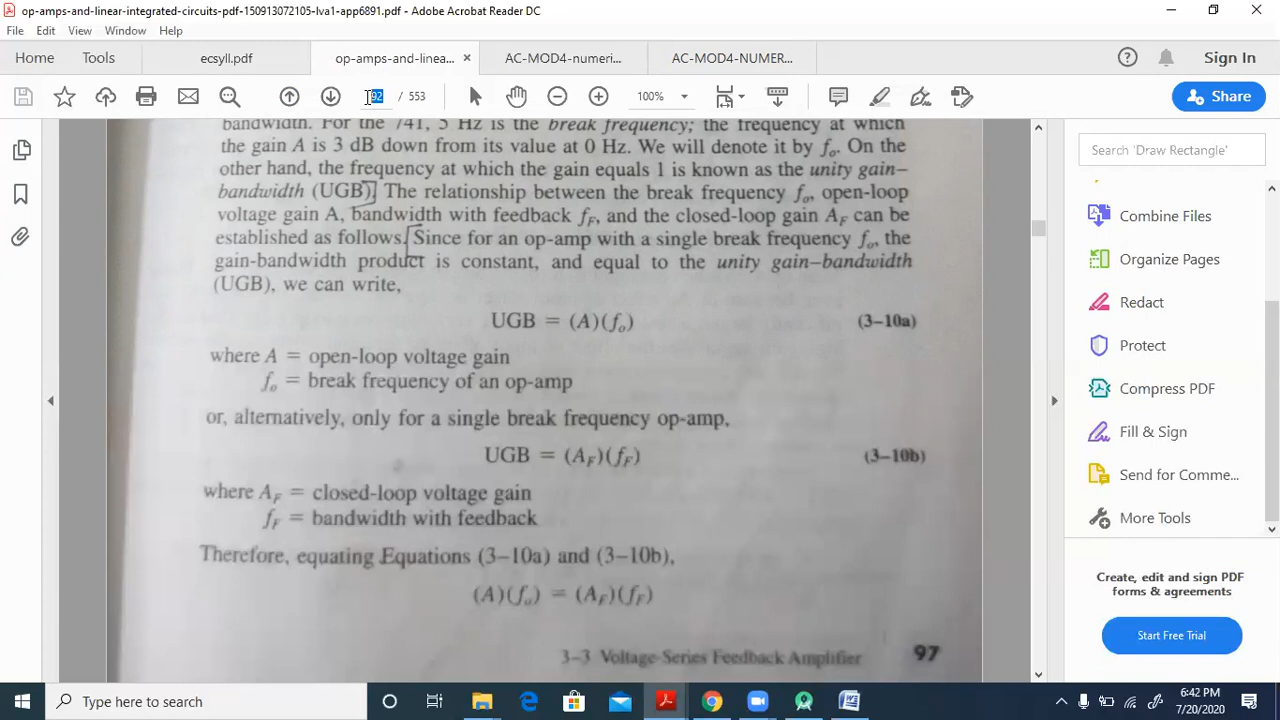 op-amps-and-linear-integrated-circuits-pdf-150913072105-lva1-app6891.pdf - Adobe Acrobat Reader DC
File Edit View Window Help
Home Tools ecsyll.pdf op-amps-and-linea... × AC-MOD4-numeri... AC-MOD4-NUMER... Sign In
92 / 553 100% Share
bandwidth. For the 741, 5 Hz is the break frequency; the frequency at which
the gain A is 3 dB down from its value at 0 Hz. We will denote it by fₒ. On the
other hand, the frequency at which the gain equals 1 is known as the unity gain–
bandwidth (UGB). The relationship between the break frequency fₒ, open-loop
voltage gain A, bandwidth with feedback f_F, and the closed-loop gain A_F can be
established as follows. Since for an op-amp with a single break frequency fₒ, the
gain-bandwidth product is constant, and equal to the unity gain–bandwidth
(UGB), we can write,
UGB = (A)(fₒ) (3–10a)
where A = open-loop voltage gain
fₒ = break frequency of an op-amp
or, alternatively, only for a single break frequency op-amp,
UGB = (A_F)(f_F) (3–10b)
where A_F = closed-loop voltage gain
f_F = bandwidth with feedback
Therefore, equating Equations (3–10a) and (3–10b),
(A)(fₒ) = (A_F)(f_F)
3–3 Voltage-Series Feedback Amplifier 97
Search 'Draw Rectangle'
Combine Files
Organize Pages
Redact
Protect
Compress PDF
Fill & Sign
Send for Comme...
More Tools
Create, edit and sign PDF
forms & agreements
Start Free Trial
Type here to search
6:42 PM
7/20/2020